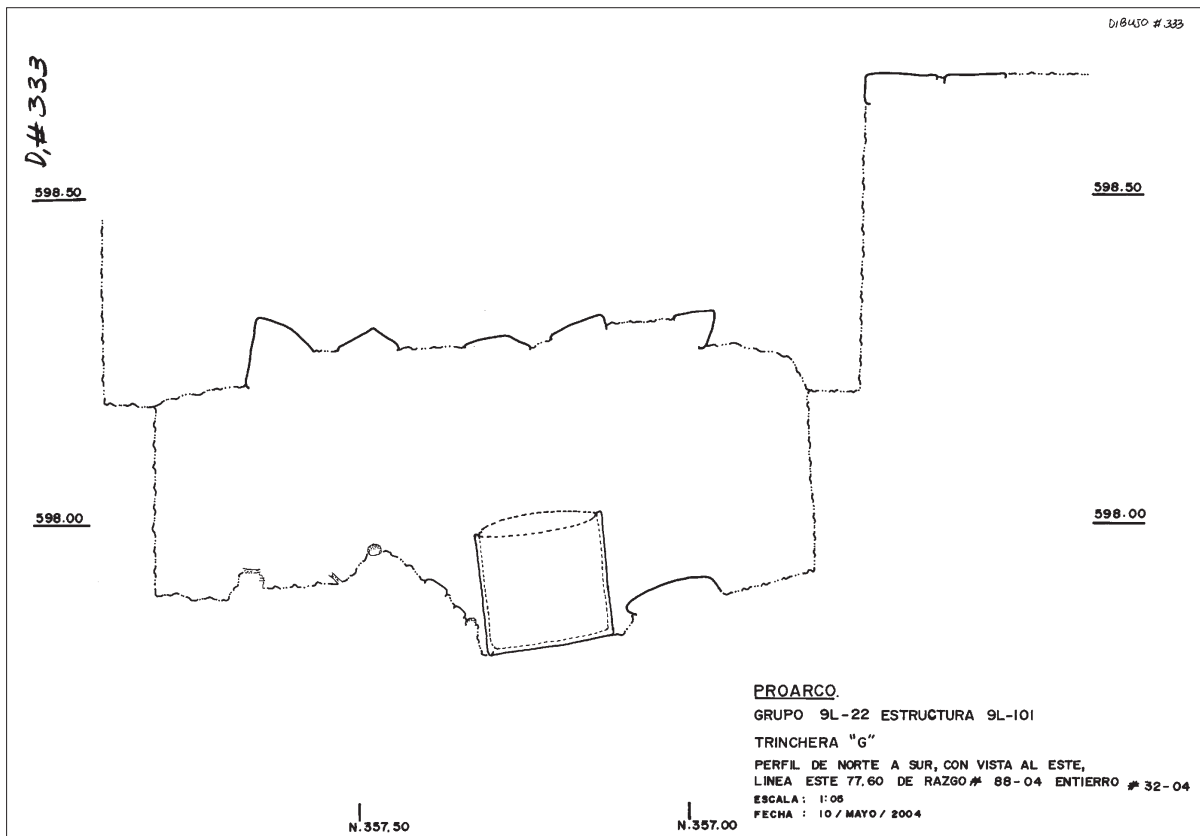 DIBUJO #333
D,#333
598.50
598.50
598.00
598.00
PROARCO.
GRUPO 9L-22 ESTRUCTURA 9L-101
TRINCHERA "G"
PERFIL DE NORTE A SUR, CON VISTA AL ESTE,
LINEA ESTE 77.60 DE RAZGO # 88-04 ENTIERRO # 32-04
ESCALA: 1:05
FECHA : 10/MAYO/2004
N.357.50
N.357.00